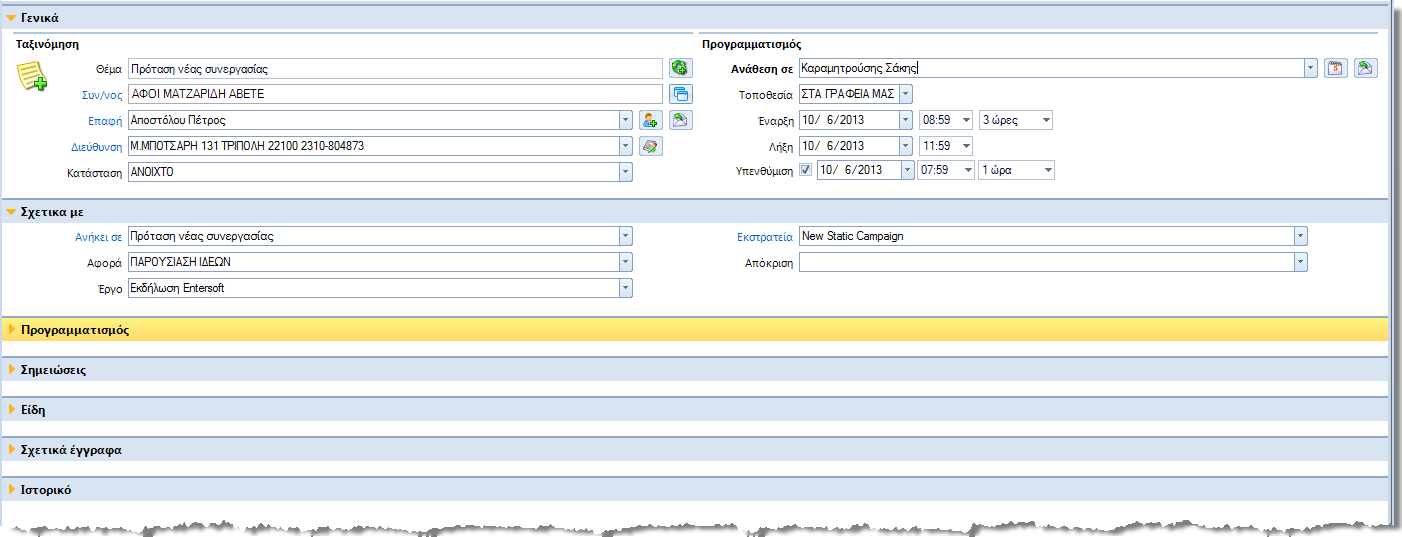 Γενικά
Ταξινόμηση
Θέμα Πρόταση νέας συνεργασίας
Συν/νος ΑΦΟΙ ΜΑΤΖΑΡΙΔΗ ΑΒΕΤΕ
Επαφή Αποστόλου Πέτρος
Διεύθυνση Μ.ΜΠΟΤΣΑΡΗ 131 ΤΡΙΠΟΛΗ 22100 2310-804873
Κατάσταση ΑΝΟΙΧΤΟ
Προγραμματισμός
Ανάθεση σε Καραμητρούσης Σάκης
Τοποθεσία ΣΤΑ ΓΡΑΦΕΙΑ ΜΑΣ
Έναρξη 10/ 6/2013 08:59 3 ώρες
Λήξη 10/ 6/2013 11:59
Υπενθύμιση 10/ 6/2013 07:59 1 ώρα
Σχετικα με
Ανήκει σε Πρόταση νέας συνεργασίας
Αφορά ΠΑΡΟΥΣΙΑΣΗ ΙΔΕΩΝ
Έργο Εκδήλωση Entersoft
Εκστρατεία New Static Campaign
Απόκριση
Προγραμματισμός
Σημειώσεις
Είδη
Σχετικά έγγραφα
Ιστορικό